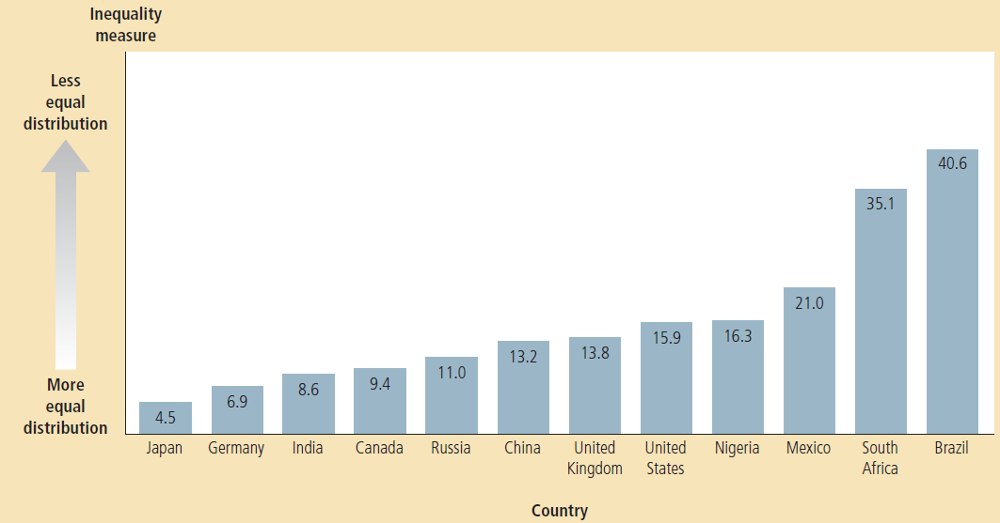 Inequality
measure
Less
equal
distribution
More
equal
distribution
4.5
6.9
8.6
9.4
11.0
13.2
13.8
15.9
16.3
21.0
35.1
40.6
Japan
Germany
India
Canada
Russia
China
United
Kingdom
United
States
Nigeria
Mexico
South
Africa
Brazil
Country